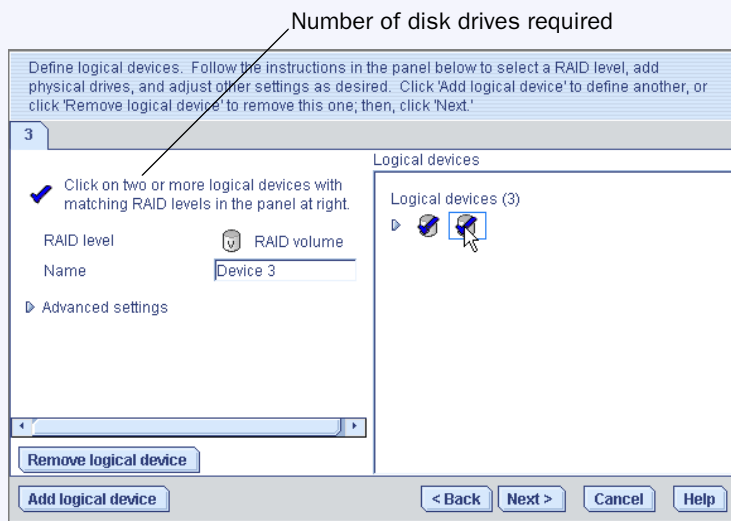 Number of disk drives required
Define logical devices. Follow the instructions in the panel below to select a RAID level, add
physical drives, and adjust other settings as desired. Click 'Add logical device' to define another, or
click 'Remove logical device' to remove this one; then, click 'Next.'
3
Click on two or more logical devices with
matching RAID levels in the panel at right.
RAID level
RAID volume
Name
Device 3
Advanced settings
Logical devices
Logical devices (3)
Remove logical device
Add logical device
< Back
Next >
Cancel
Help